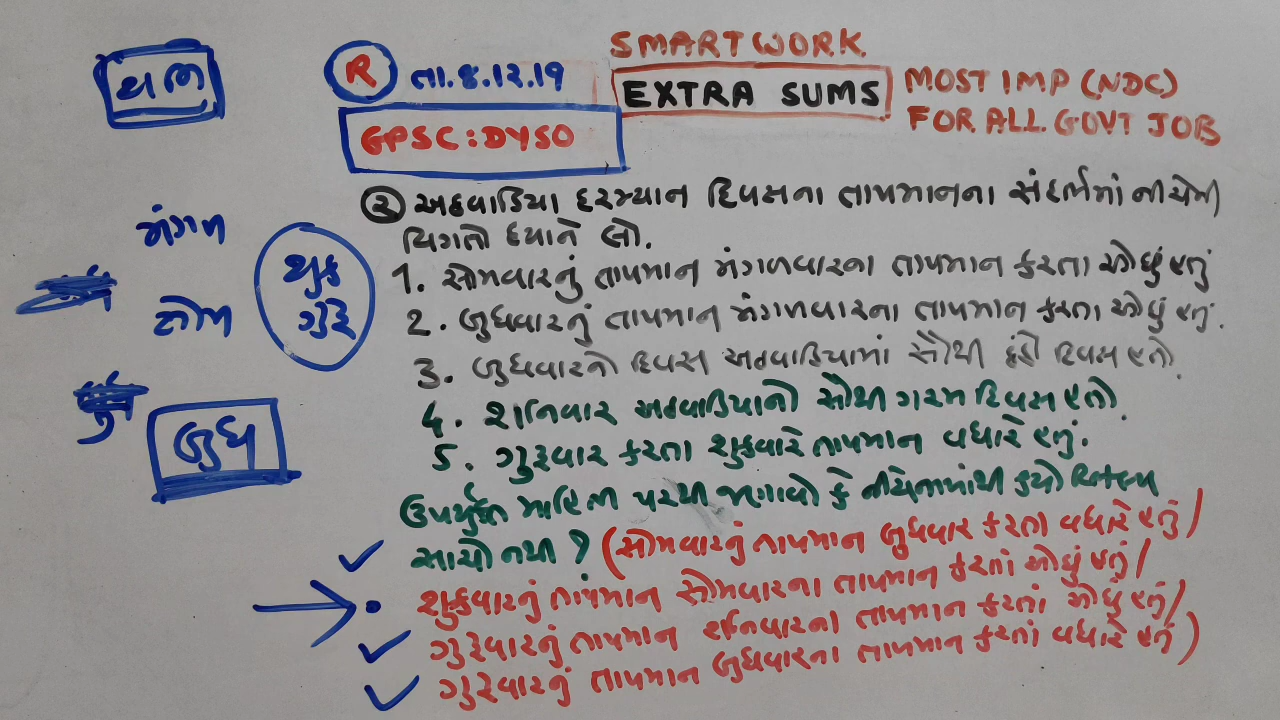 SMART WORK
શનિ
R તા.8.12.19
EXTRA SUMS
MOST IMP (NDC)
FOR ALL GOVT JOB
GPSC:DYSO
૨ અઠવાડિયા દરમ્યાન દિવસના તાપમાનના સંદર્ભમાં નીચેની
વિગતો ધ્યાને લો.
1. સોમવારનું તાપમાન મંગળવારના તાપમાન કરતા ઓછું હતું
2. બુધવારનું તાપમાન મંગળવારના તાપમાન કરતા ઓછું હતું.
3. બુધવારનો દિવસ અઠવાડિયામાં સૌથી ઠંડો દિવસ હતો.
4. શનિવાર અઠવાડિયાનો સૌથી ગરમ દિવસ હતો.
5. ગુરૂવાર કરતા શુક્રવારે તાપમાન વધારે હતું.
ઉપર્યુક્ત માહિતી પરથી જણાવો કે નીચેનામાંથી કયો વિકલ્પ
સાચો નથી ? (સોમવારનું તાપમાન બુધવાર કરતા વધારે હતું/
શુક્રવારનું તાપમાન સોમવારના તાપમાન કરતાં ઓછું હતું/
ગુરૂવારનું તાપમાન શનિવારના તાપમાન કરતાં ઓછું હતું/
ગુરૂવારનું તાપમાન બુધવારના તાપમાન કરતાં વધારે હતું)
મંગળ
સોમ
શુક્ર
ગુરૂ
બુધ